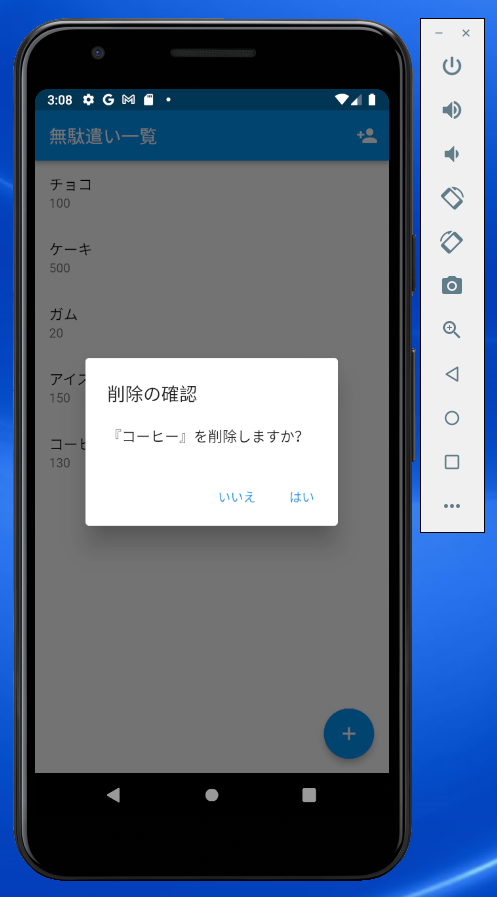 3:08
無駄遣い一覧
チョコ
100
ケーキ
500
ガム
20
アイス
150
コーヒ
130
削除の確認
『コーヒー』を削除しますか？
いいえ
はい